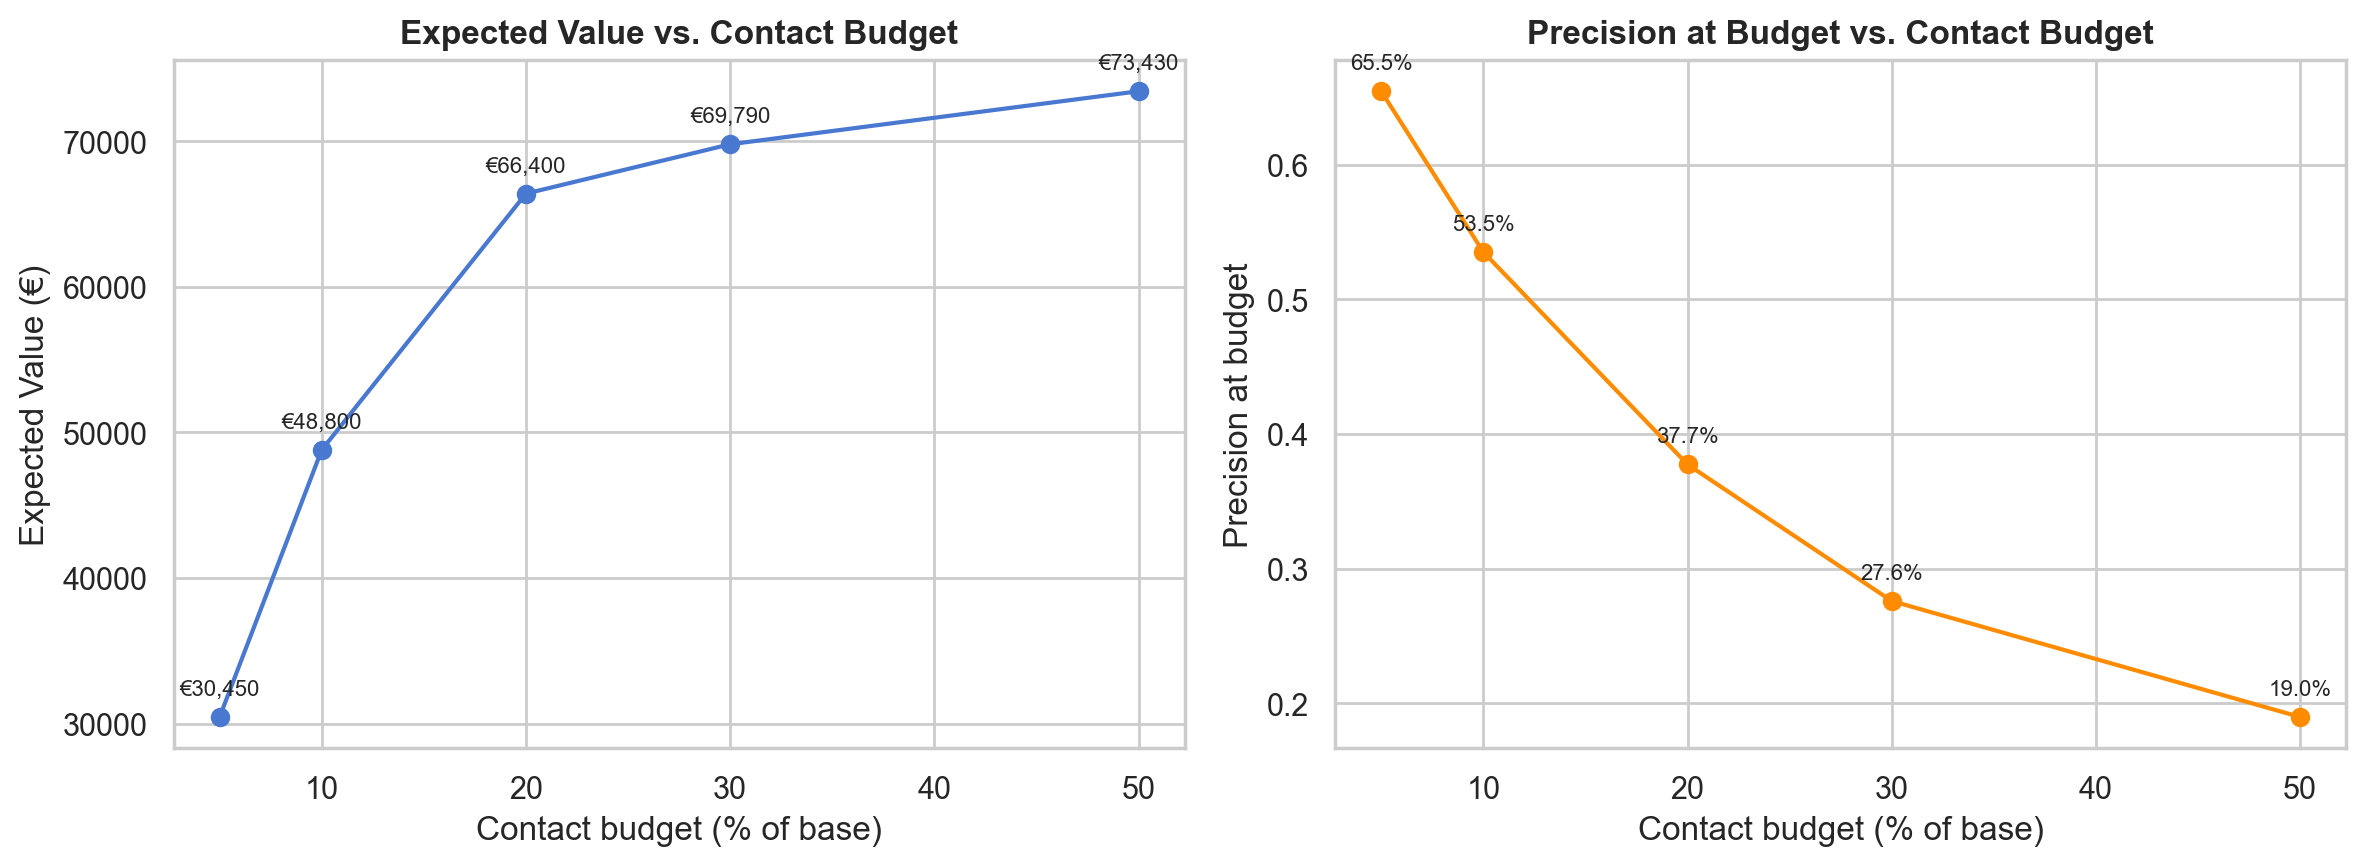 Expected Value vs. Contact Budget
Expected Value (€)
70000
60000
50000
40000
30000
€30,450
€48,800
€66,400
€69,790
€73,430
10 20 30 40 50
Contact budget (% of base)
Precision at Budget vs. Contact Budget
Precision at budget
0.6
0.5
0.4
0.3
0.2
65.5%
53.5%
37.7%
27.6%
19.0%
10 20 30 40 50
Contact budget (% of base)